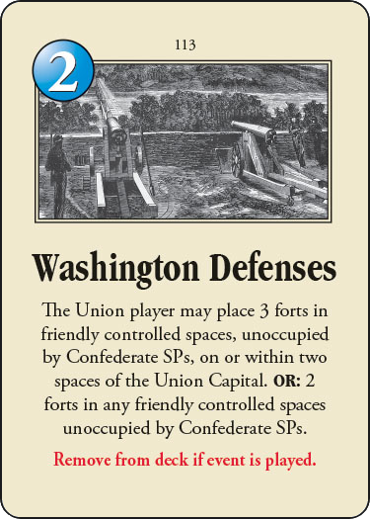 113
2
Washington Defenses
The Union player may place 3 forts in
friendly controlled spaces, unoccupied
by Confederate SPs, on or within two
spaces of the Union Capital. OR: 2
forts in any friendly controlled spaces
unoccupied by Confederate SPs.
Remove from deck if event is played.